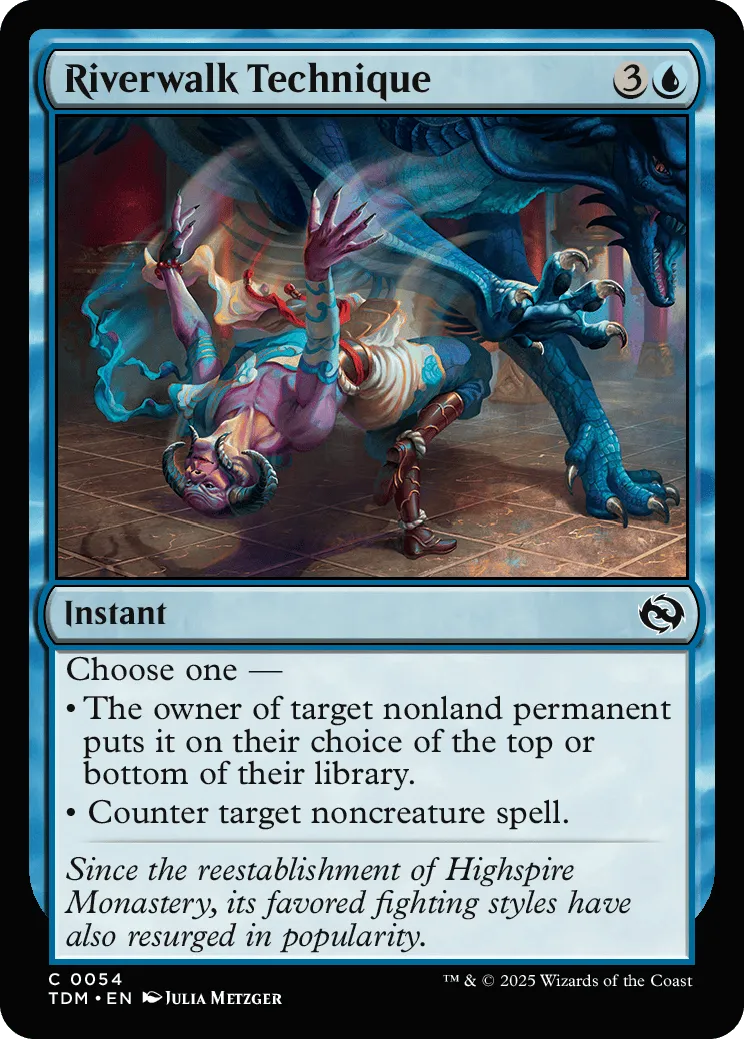 Riverwalk Technique 3
Instant
Choose one —
• The owner of target nonland permanent
puts it on their choice of the top or
bottom of their library.
• Counter target noncreature spell.
Since the reestablishment of Highspire
Monastery, its favored fighting styles have
also resurged in popularity.
C 0054
TDM • EN Julia Metzger
™ & © 2025 Wizards of the Coast